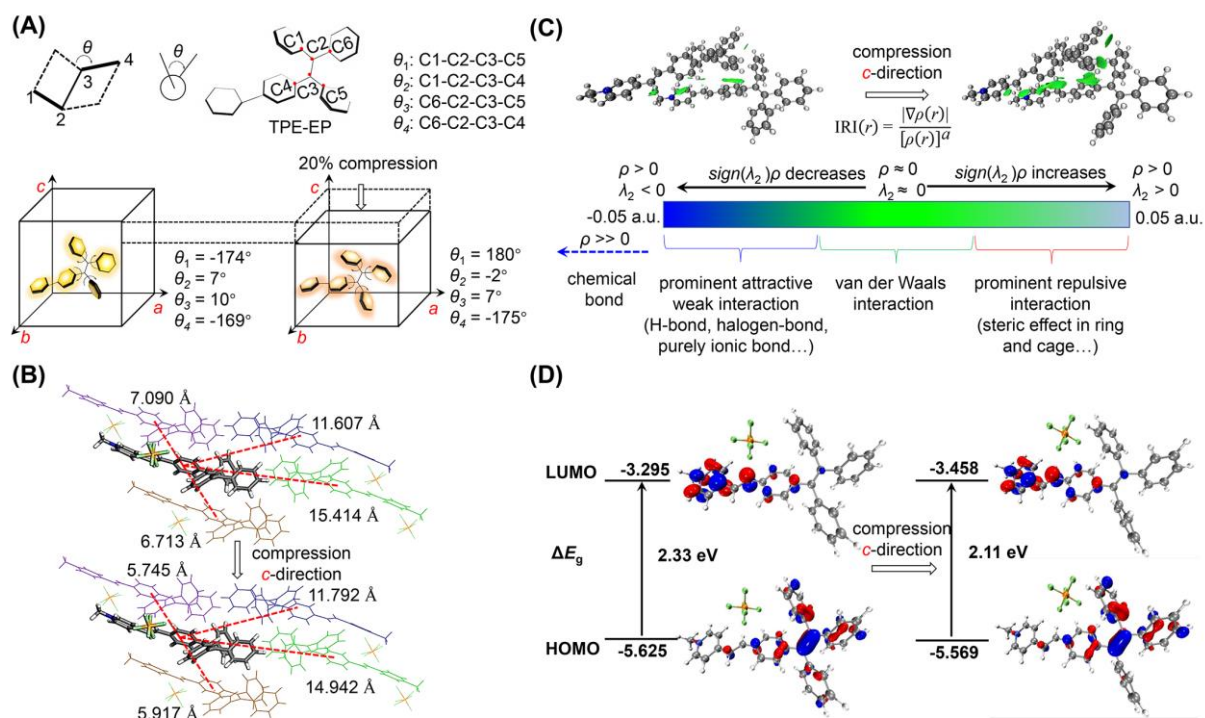 (A)
θ
1
2
3
4
θ
C1
C2
C6
C4
C3
C5
TPE-EP
θ1: C1-C2-C3-C5
θ2: C1-C2-C3-C4
θ3: C6-C2-C3-C5
θ4: C6-C2-C3-C4
20% compression
c
a
b
θ1 = -174°
θ2 = 7°
θ3 = 10°
θ4 = -169°
c
a
b
θ1 = 180°
θ2 = -2°
θ3 = 7°
θ4 = -175°
(B)
7.090 Å
11.607 Å
15.414 Å
6.713 Å
compression
c-direction
5.745 Å
11.792 Å
14.942 Å
5.917 Å
(C)
compression
c-direction
IRI(r) = |∇ρ(r)| / [ρ(r)]^a
ρ > 0
λ2 < 0
sign(λ2)ρ decreases
ρ ≈ 0
λ2 ≈ 0
sign(λ2)ρ increases
ρ > 0
λ2 > 0
-0.05 a.u.
0.05 a.u.
ρ >> 0
chemical
bond
prominent attractive
weak interaction
(H-bond, halogen-bond,
purely ionic bond…)
van der Waals
interaction
prominent repulsive
interaction
(steric effect in ring
and cage…)
(D)
LUMO
-3.295
-3.458
ΔEg
2.33 eV
compression
c-direction
2.11 eV
HOMO
-5.625
-5.569